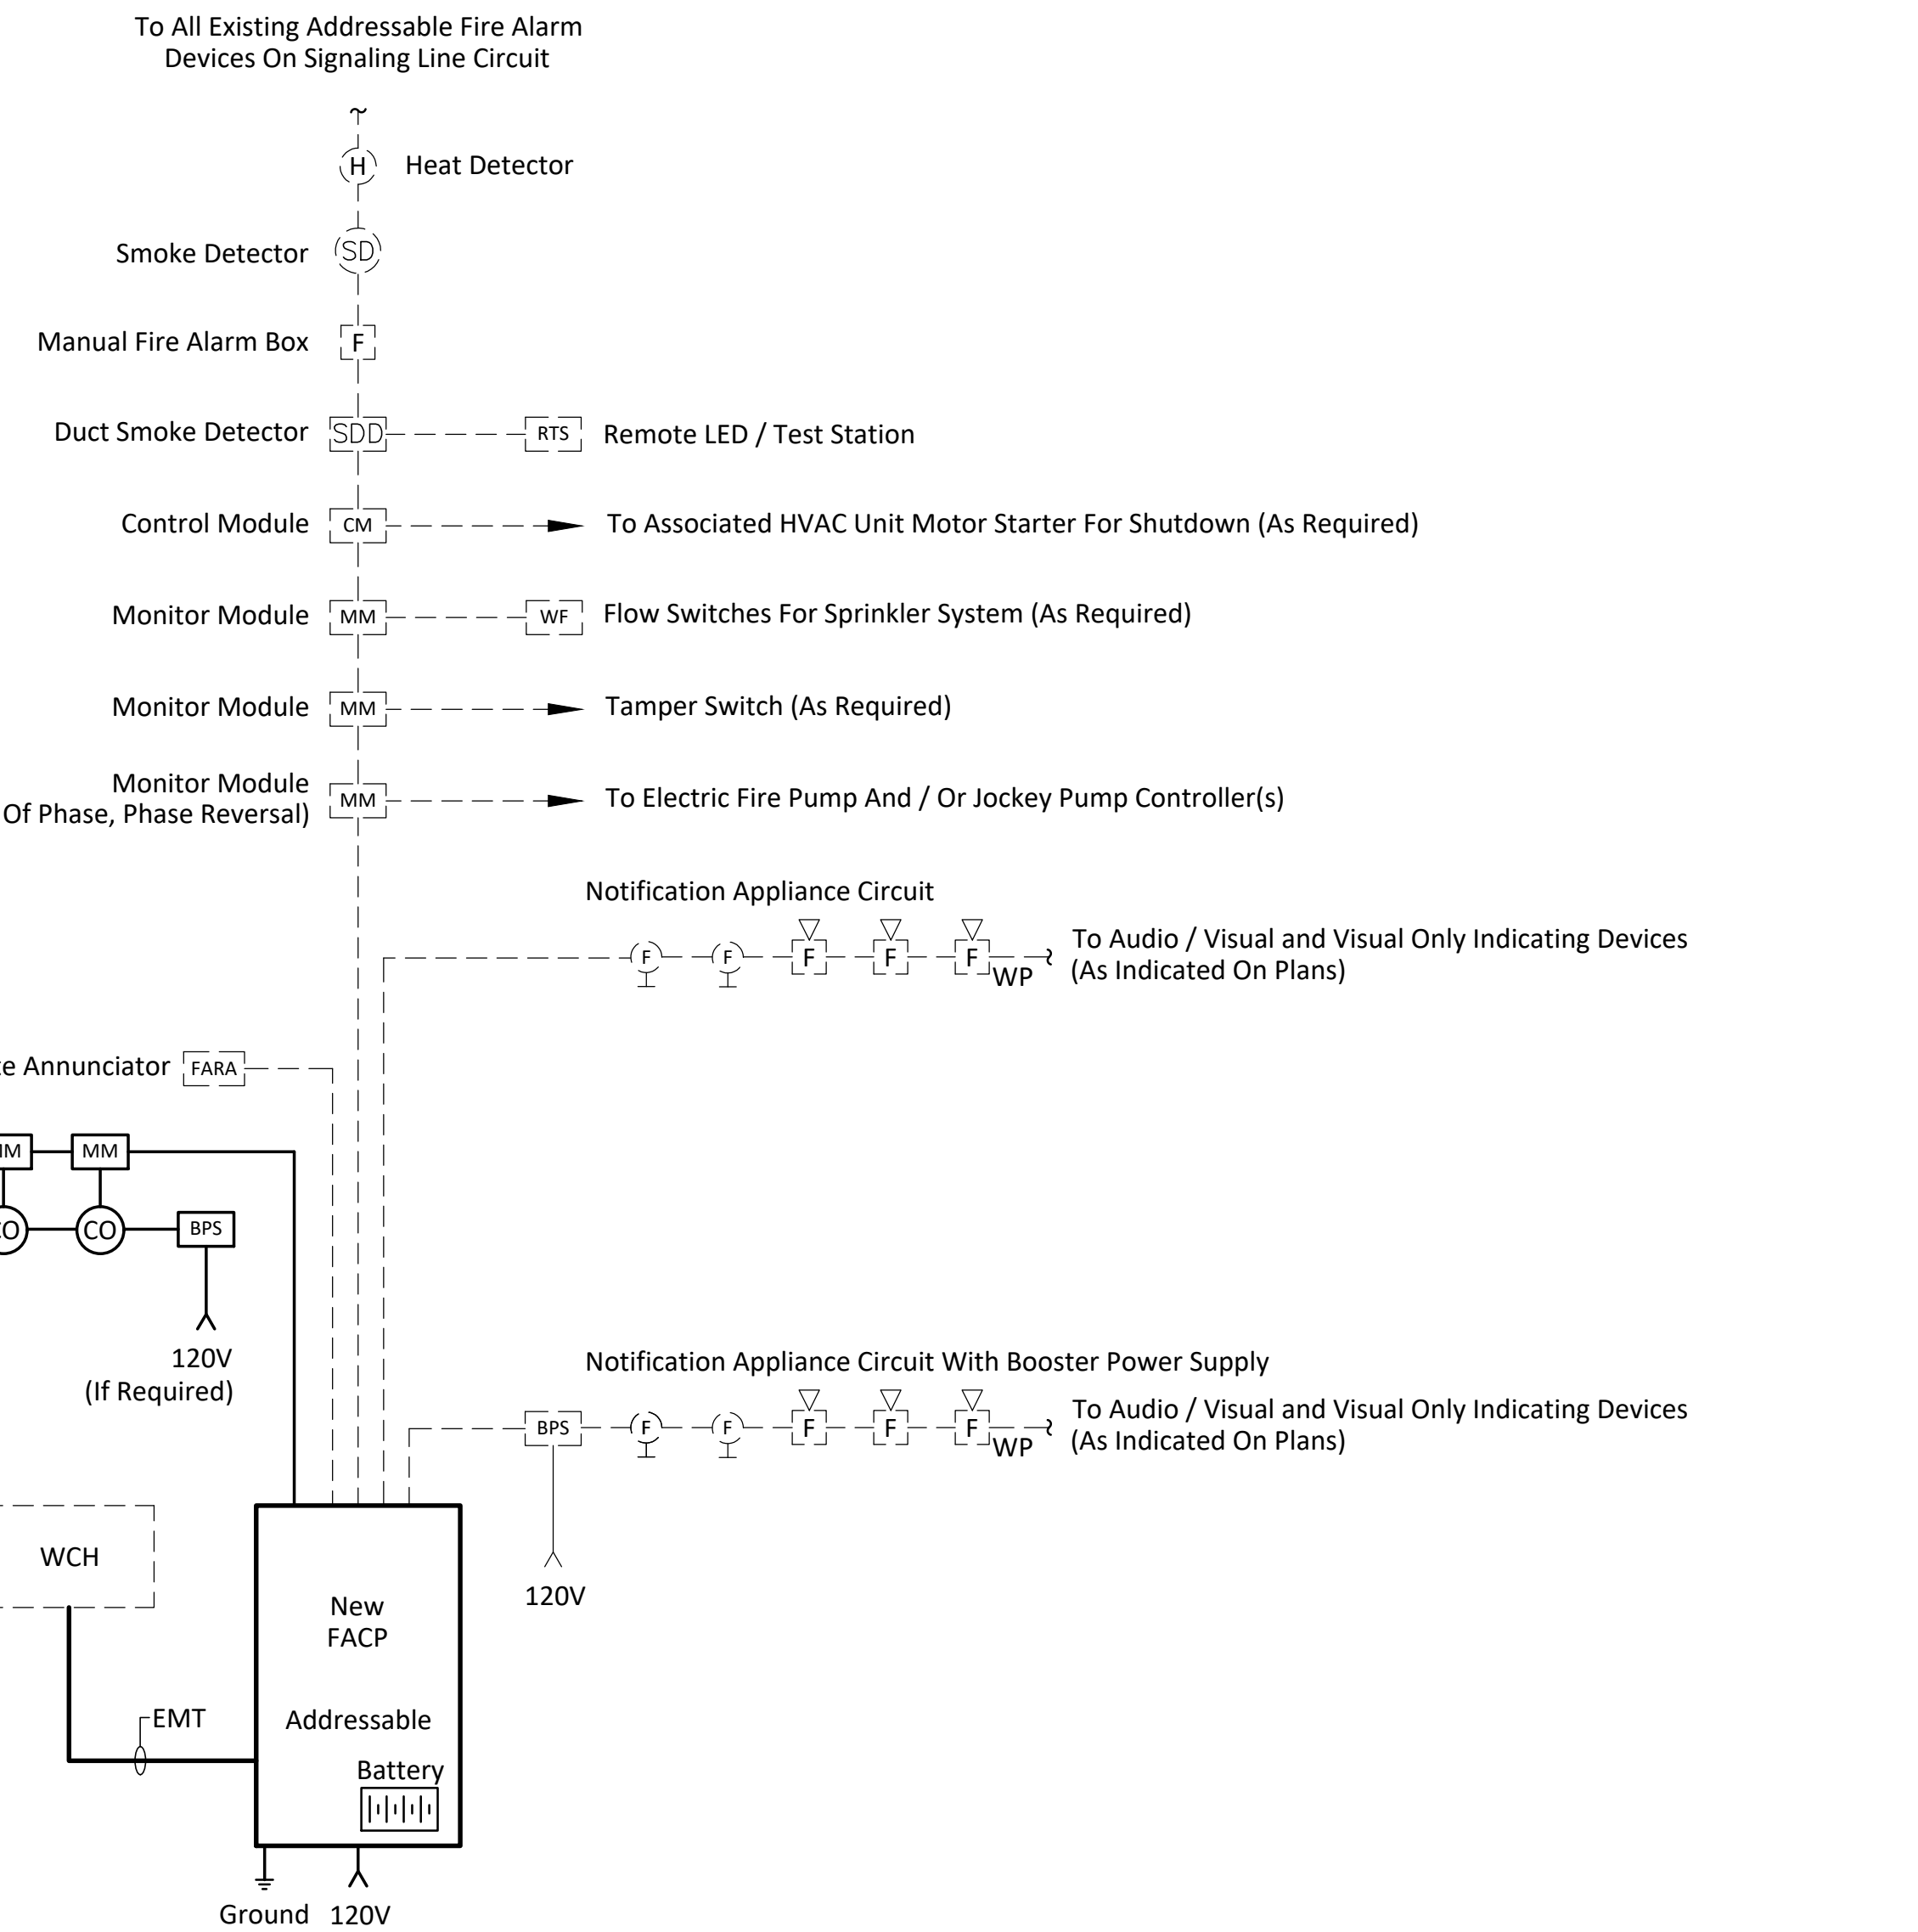 To All Existing Addressable Fire Alarm
Devices On Signaling Line Circuit
H Heat Detector
Smoke Detector SD
Manual Fire Alarm Box F
Duct Smoke Detector SDD RTS Remote LED / Test Station
Control Module CM To Associated HVAC Unit Motor Starter For Shutdown (As Required)
Monitor Module MM WF Flow Switches For Sprinkler System (As Required)
Monitor Module MM Tamper Switch (As Required)
Monitor Module
Of Phase, Phase Reversal) MM To Electric Fire Pump And / Or Jockey Pump Controller(s)
Notification Appliance Circuit
F F F F F WP
To Audio / Visual and Visual Only Indicating Devices
(As Indicated On Plans)
Annunciator FARA
MM
CO BPS
120V
(If Required)
Notification Appliance Circuit With Booster Power Supply
BPS F F F F F WP
To Audio / Visual and Visual Only Indicating Devices
(As Indicated On Plans)
120V
WCH
New
FACP
Addressable
EMT
Battery
Ground 120V